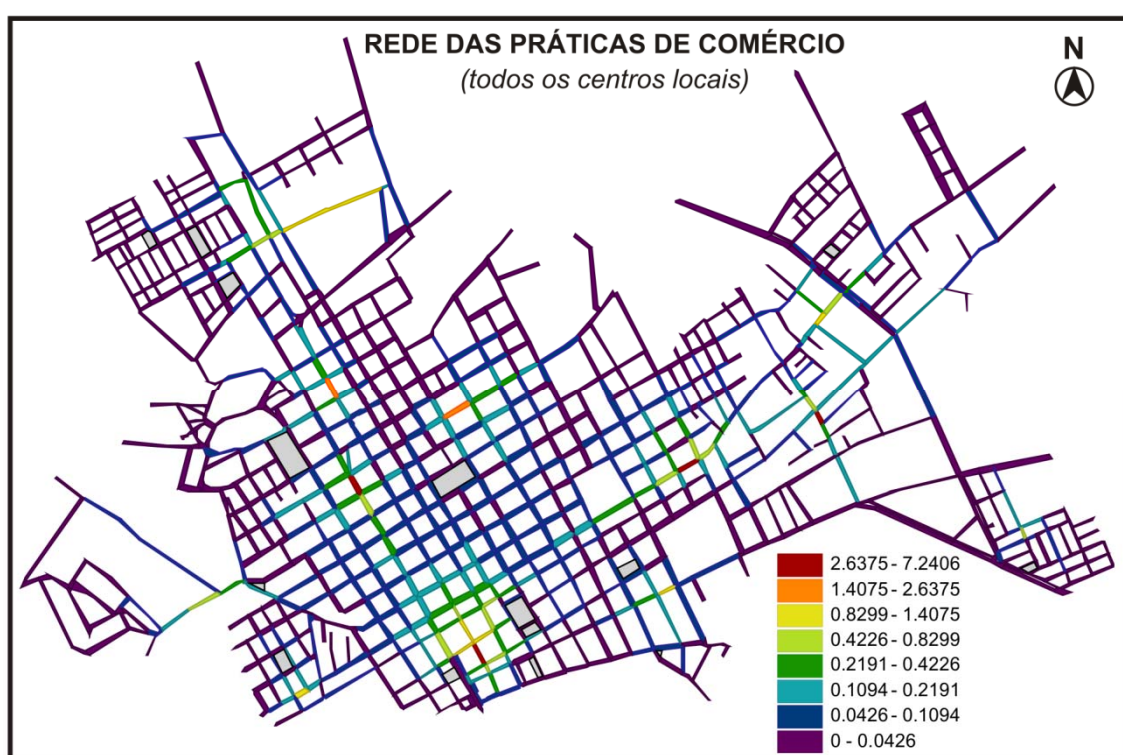 REDE DAS PRÁTICAS DE COMÉRCIO
(todos os centros locais)
N
2.6375 - 7.2406
1.4075 - 2.6375
0.8299 - 1.4075
0.4226 - 0.8299
0.2191 - 0.4226
0.1094 - 0.2191
0.0426 - 0.1094
0 - 0.0426